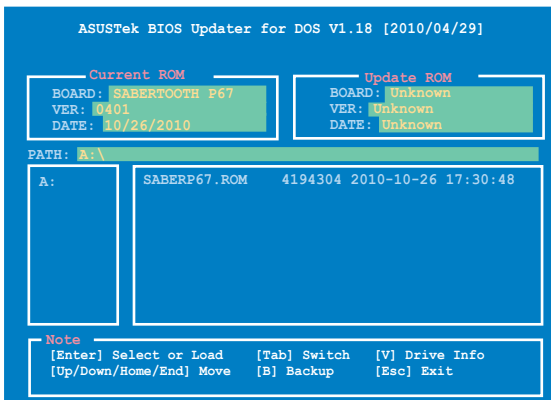 ASUSTek BIOS Updater for DOS V1.18 [2010/04/29]
Current ROM
BOARD: SABERTOOTH P67
VER: 0401
DATE: 10/26/2010
Update ROM
BOARD: Unknown
VER: Unknown
DATE: Unknown
PATH: A:\
A:
SABERP67.ROM 4194304 2010-10-26 17:30:48
Note
[Enter] Select or Load [Tab] Switch [V] Drive Info
[Up/Down/Home/End] Move [B] Backup [Esc] Exit